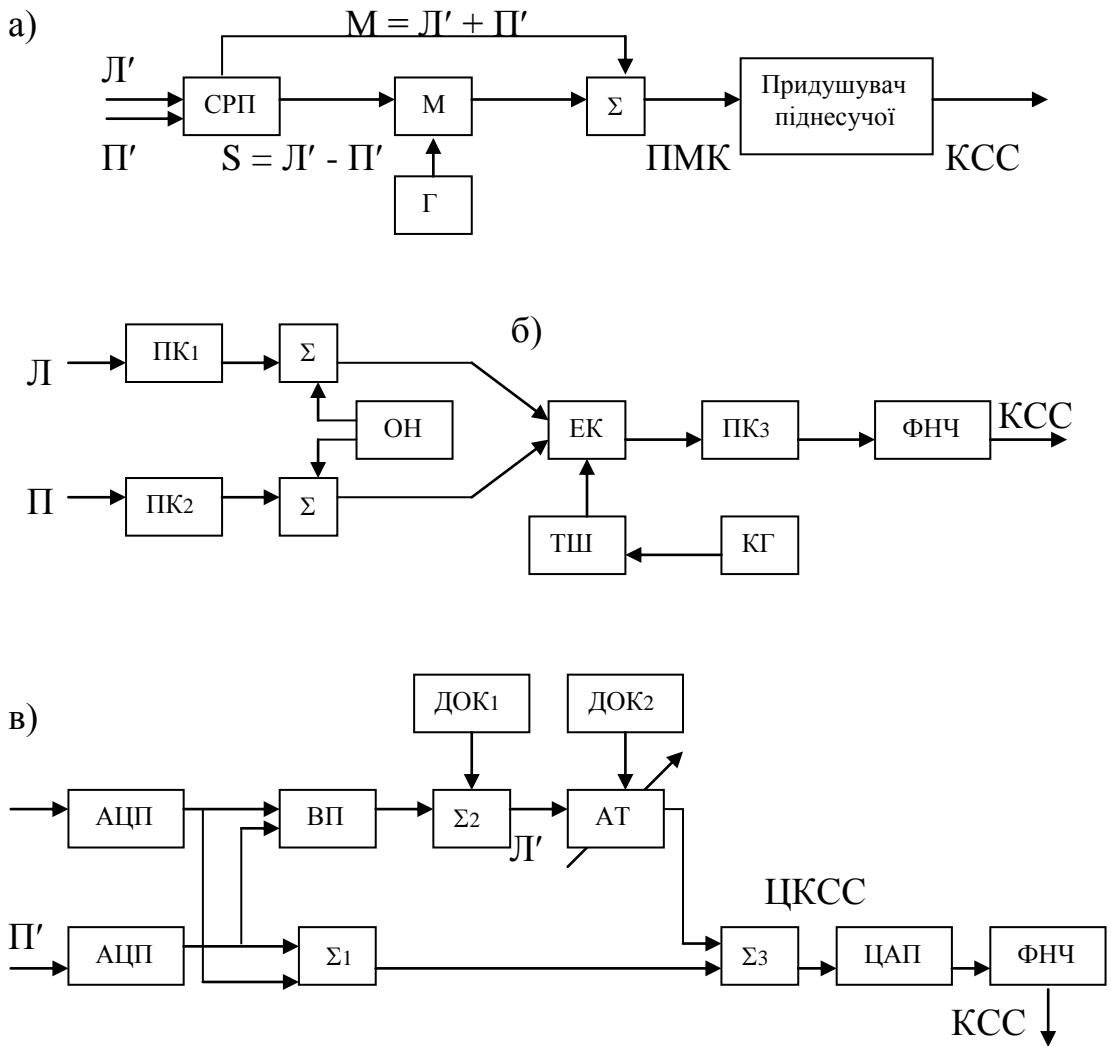 а)
М = Л′ + П′
Л′
СРП
М
Σ
Придушувач
піднесучої
П′
S = Л′ - П′
ПМК
КСС
Г
б)
Л
ПК1
Σ
ОН
ЕК
ПК3
ФНЧ
КСС
П
ПК2
Σ
ТШ
КГ
в)
ДОК1
ДОК2
АЦП
ВП
Σ2
Л′
АТ
ЦКСС
П′
АЦП
Σ1
Σ3
ЦАП
ФНЧ
КСС